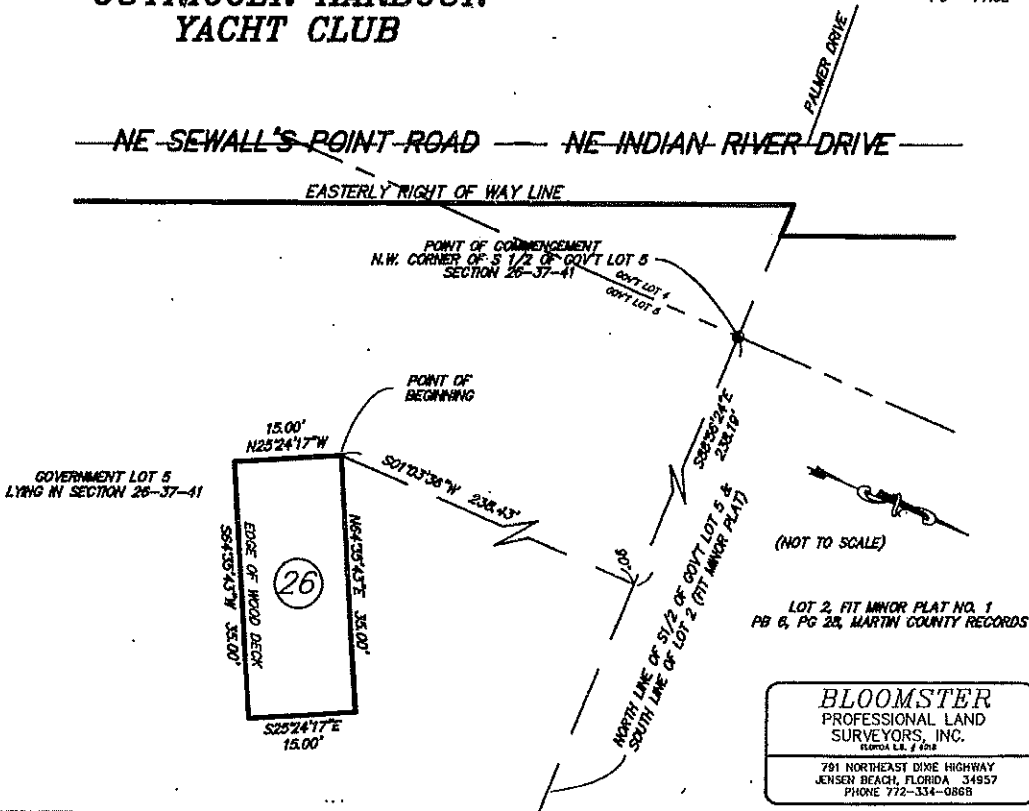 YACHT CLUB
PALMER DRIVE
NE SEWALL'S POINT ROAD
NE INDIAN RIVER DRIVE
EASTERLY RIGHT OF WAY LINE
POINT OF COMMENCEMENT
N.W. CORNER OF S 1/2 OF GOV'T LOT 5
SECTION 26-37-41
GOV'T LOT 4
GOV'T LOT 5
POINT OF
BEGINNING
15.00'
N25°24'17"W
GOVERNMENT LOT 5
LYING IN SECTION 26-37-41
S01°03'36"W 238.43'
S88°56'24"E
238.19'
N64°35'43"E 35.00'
S64°35'43"W 35.00'
EDGE OF WOOD DECK
26
90°
(NOT TO SCALE)
LOT 2, FIT MINOR PLAT NO. 1
PB 6, PG 28, MARTIN COUNTY RECORDS
NORTH LINE OF S1/2 OF GOV'T LOT 5 &
SOUTH LINE OF LOT 2 (FIT MINOR PLAT)
S25°24'17"E
15.00'
BLOOMSTER
PROFESSIONAL LAND
SURVEYORS, INC.
FLORIDA L.B. #
791 NORTHEAST DIXIE HIGHWAY
JENSEN BEACH, FLORIDA 34957
PHONE 772-334-0868